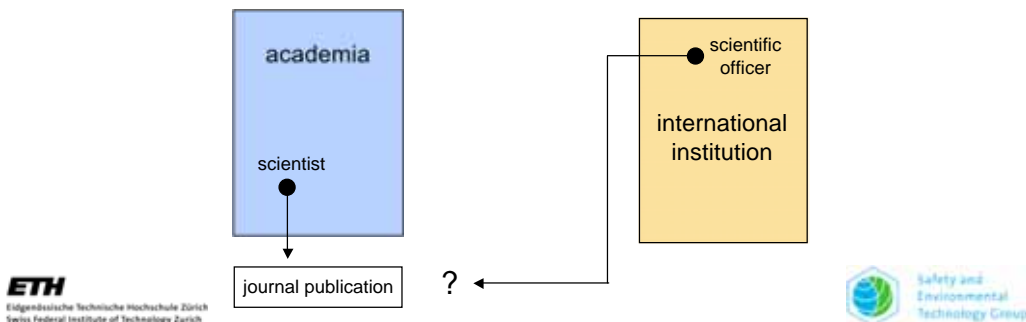 academia
scientist
journal publication
?
scientific
officer
international
institution
ETH
Eidgenössische Technische Hochschule Zürich
Swiss Federal Institute of Technology Zurich
Safety and
Environmental
Technology Group